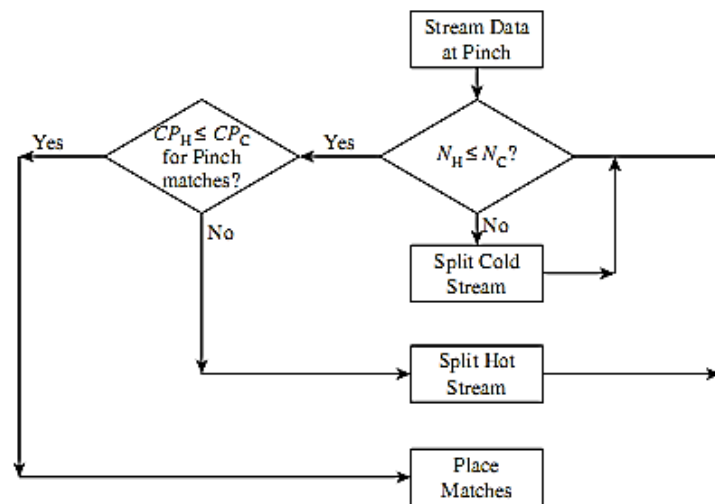 Stream Data
at Pinch
CP_H ≤ CP_C
for Pinch
matches?
Yes
Yes
N_H ≤ N_C?
No
No
Split Cold
Stream
Split Hot
Stream
Place
Matches